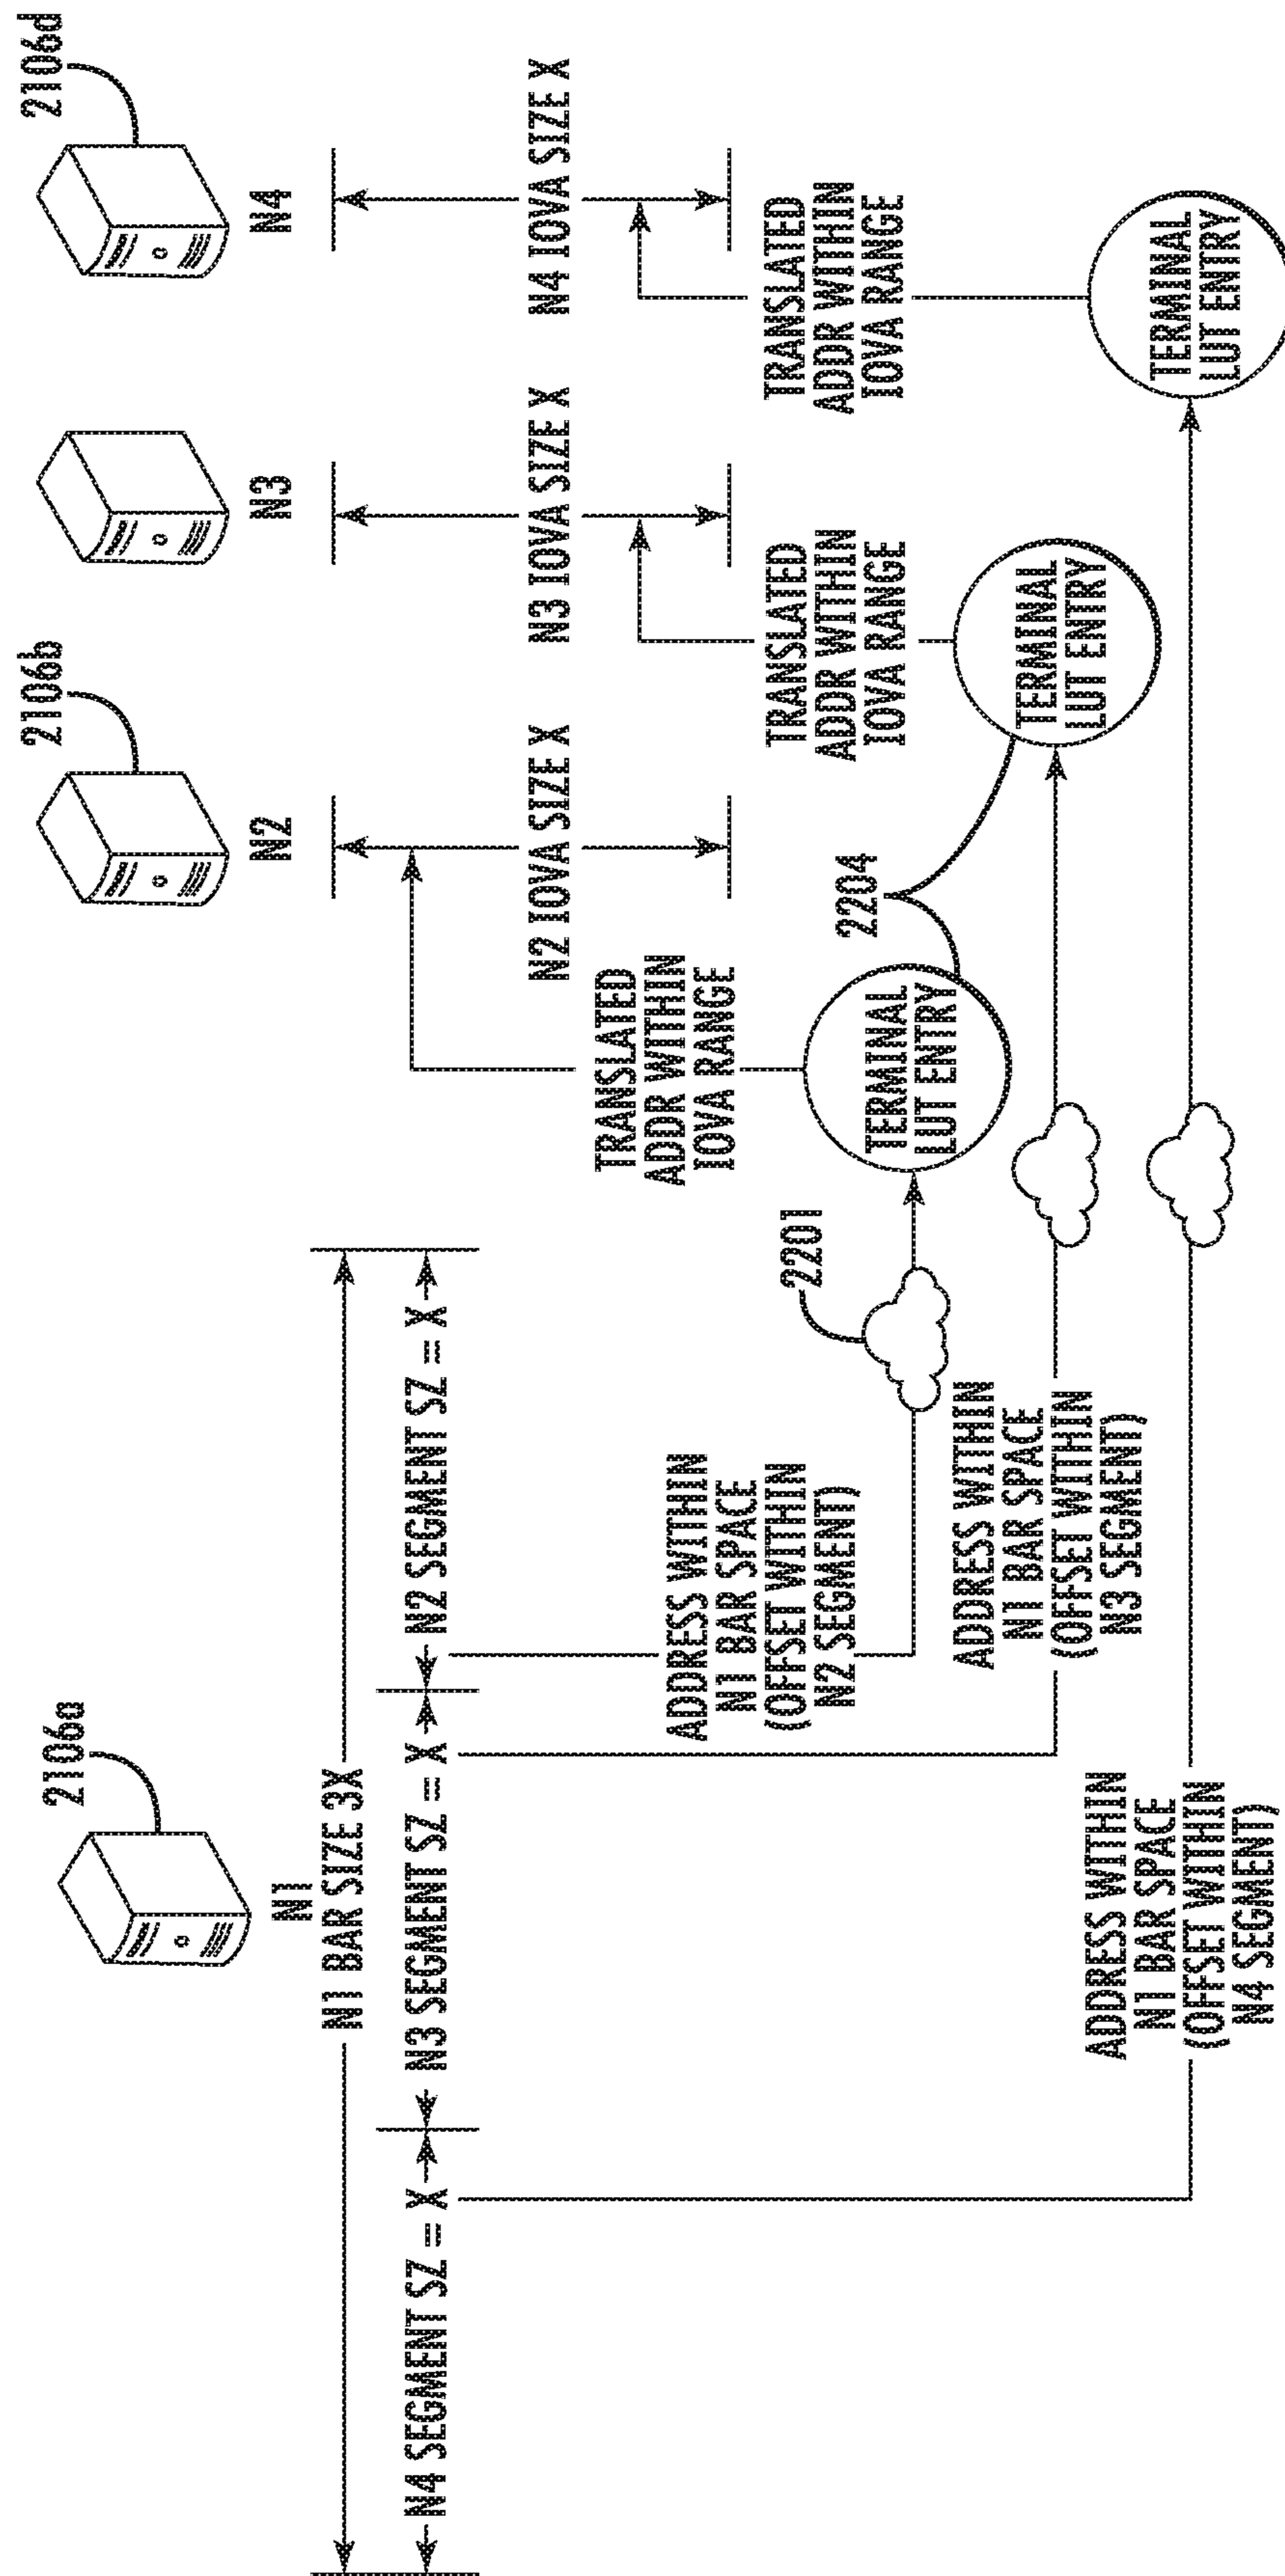 2106a
N1
N1 BAR SIZE 3X
N4 SEGMENT SZ = X
N3 SEGMENT SZ = X
N2 SEGMENT SZ = X
2106b
N2
N3
2106d
N4
N2 IOVA SIZE X
N3 IOVA SIZE X
N4 IOVA SIZE X
TRANSLATED
ADDR WITHIN
IOVA RANGE
TRANSLATED
ADDR WITHIN
IOVA RANGE
TRANSLATED
ADDR WITHIN
IOVA RANGE
ADDRESS WITHIN
N1 BAR SPACE
(OFFSET WITHIN
N2 SEGMENT)
2201
TERMINAL
LUT ENTRY
2204
ADDRESS WITHIN
N1 BAR SPACE
(OFFSET WITHIN
N3 SEGMENT)
TERMINAL
LUT ENTRY
ADDRESS WITHIN
N1 BAR SPACE
(OFFSET WITHIN
N4 SEGMENT)
TERMINAL
LUT ENTRY